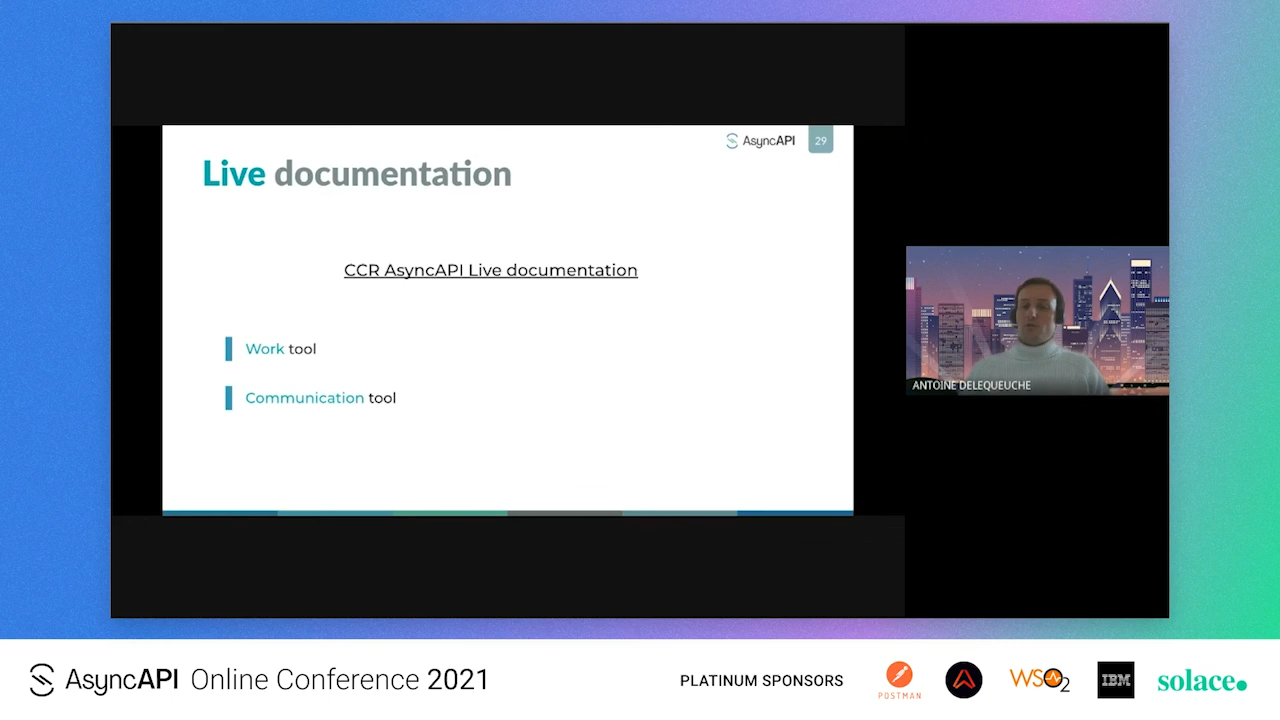 AsyncAPI 29
Live documentation
CCR AsyncAPI Live documentation
Work tool
Communication tool
ANTOINE DELEQUEUCHE
AsyncAPI Online Conference 2021
PLATINUM SPONSORS
POSTMAN
WSO2
IBM
solace